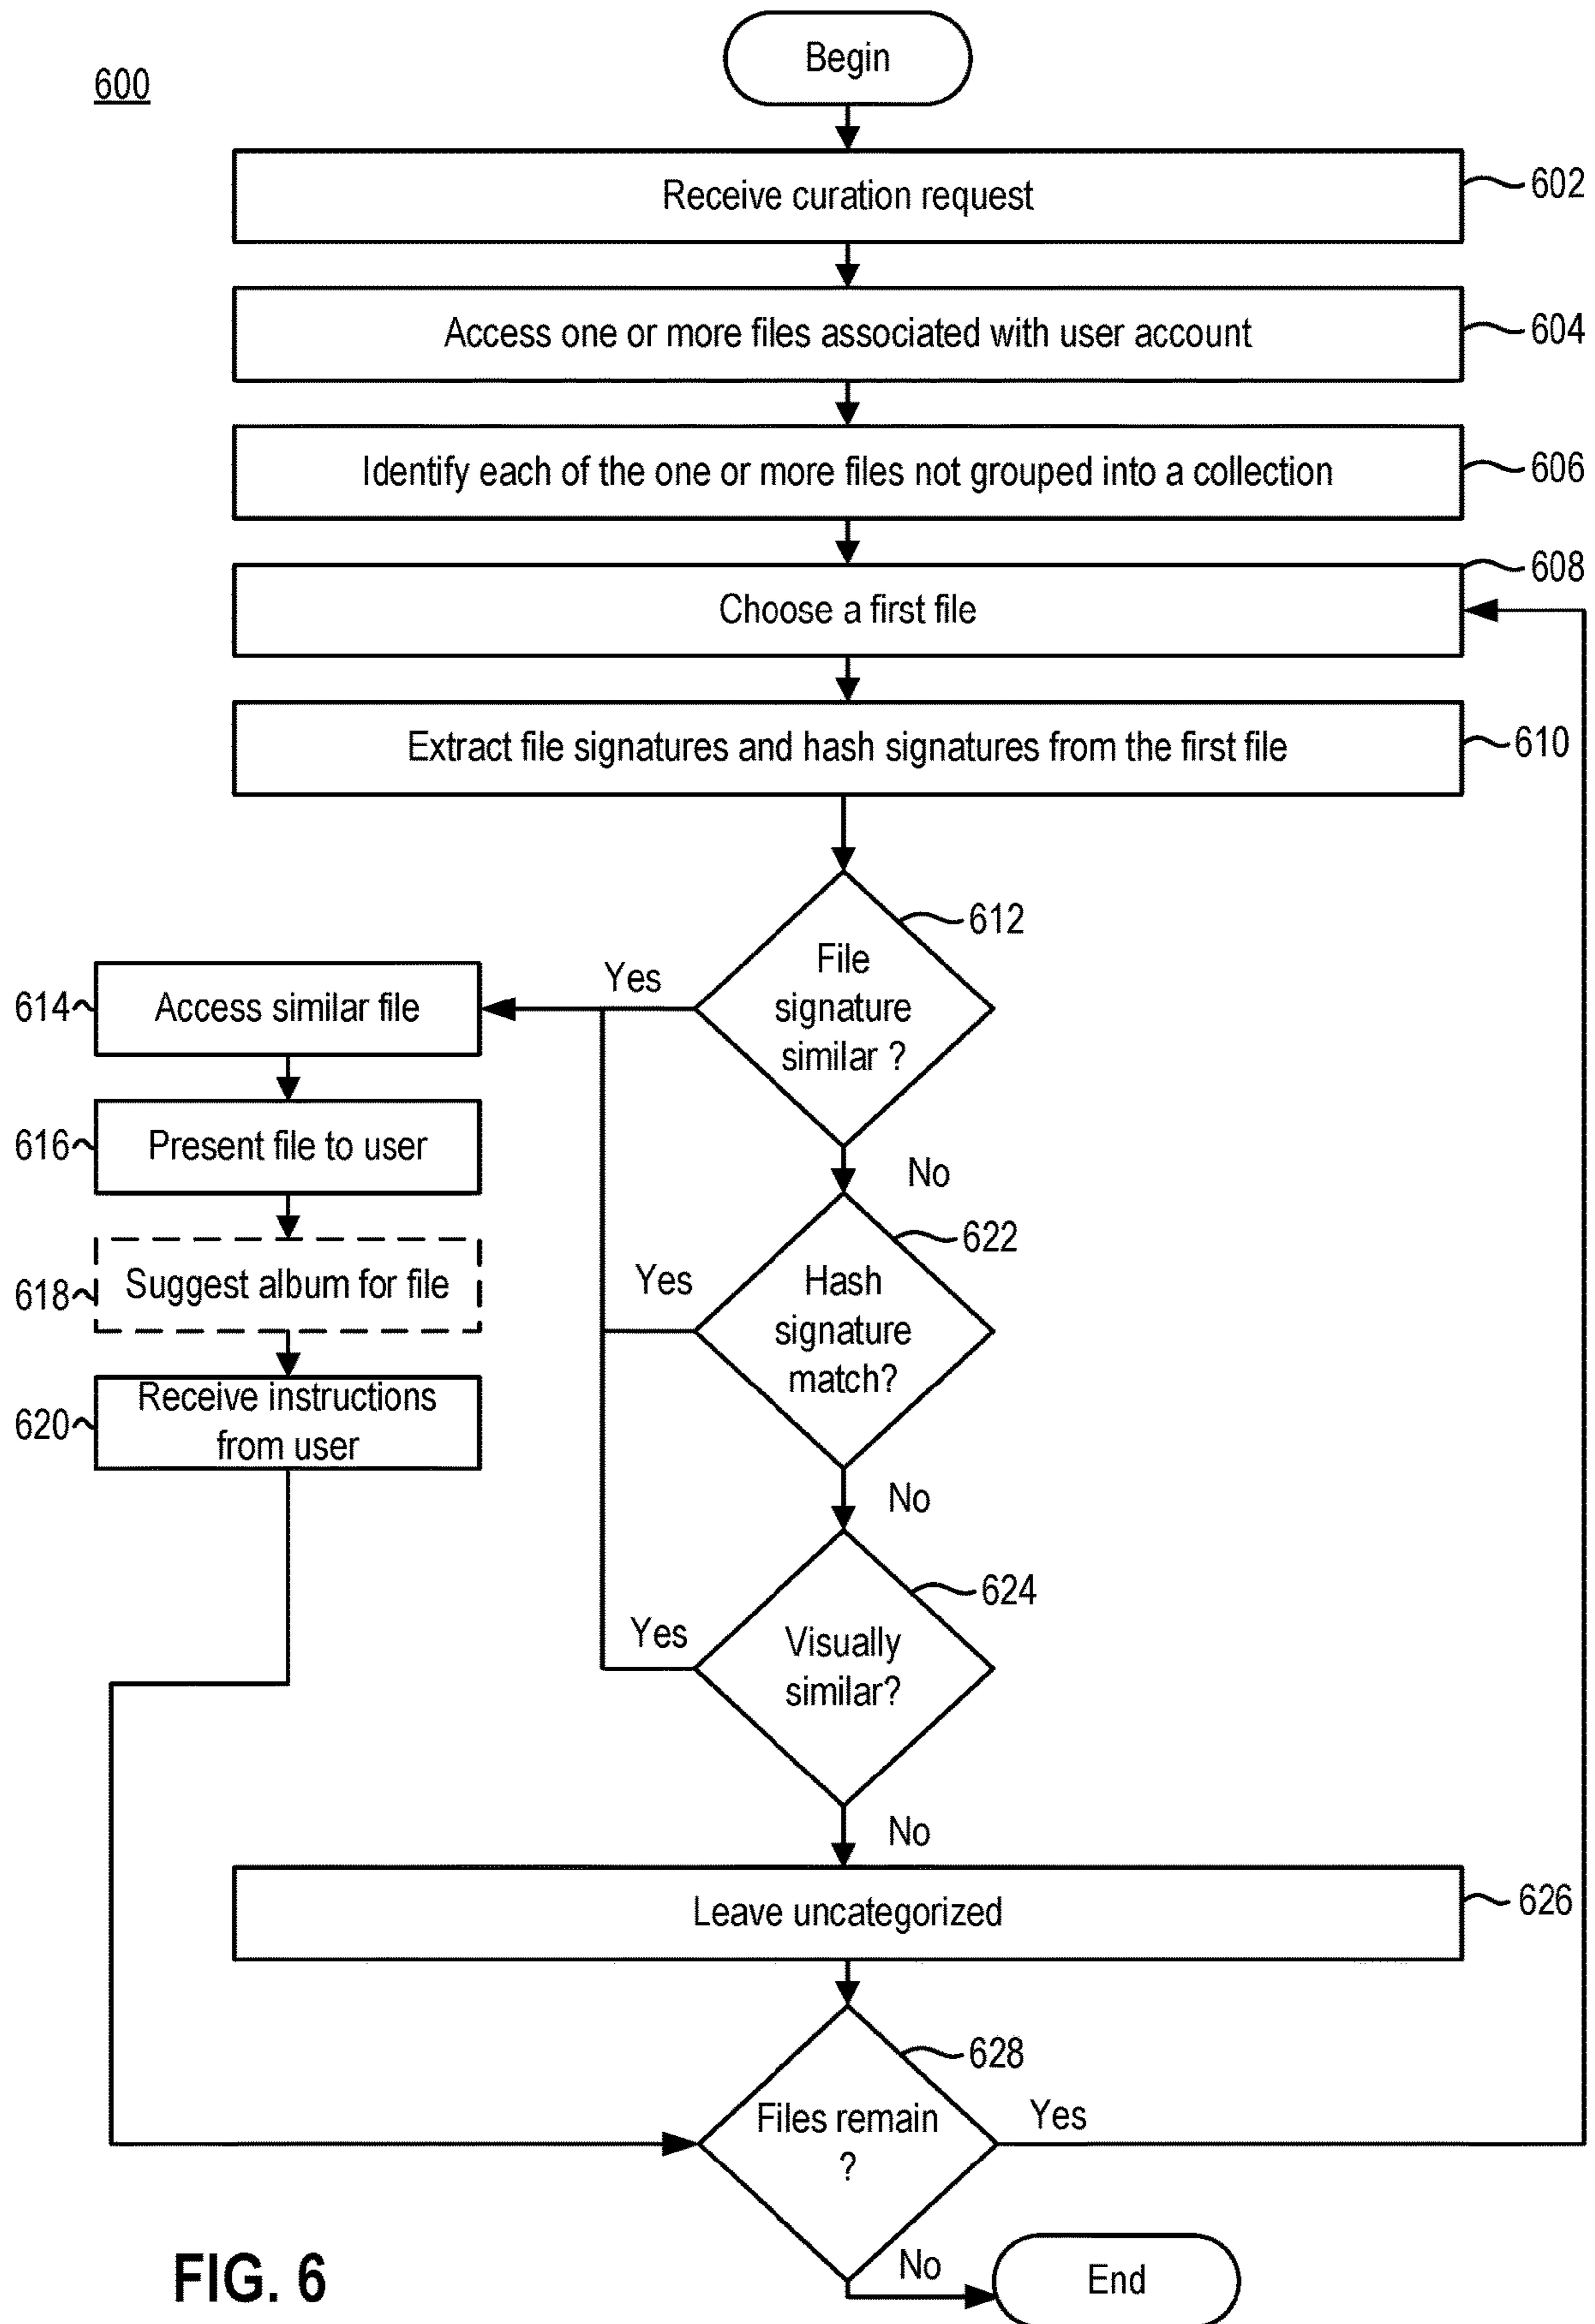 600
Begin
Receive curation request
602
Access one or more files associated with user account
604
Identify each of the one or more files not grouped into a collection
606
608
Choose a first file
Extract file signatures and hash signatures from the first file
610
612
File
signature
similar ?
Yes
614
Access similar file
616
Present file to user
No
622
618
Suggest album for file
Yes
Hash
signature
match?
620
Receive instructions
from user
No
624
Yes
Visually
similar?
No
Leave uncategorized
626
628
Files remain
?
Yes
No
End
FIG. 6